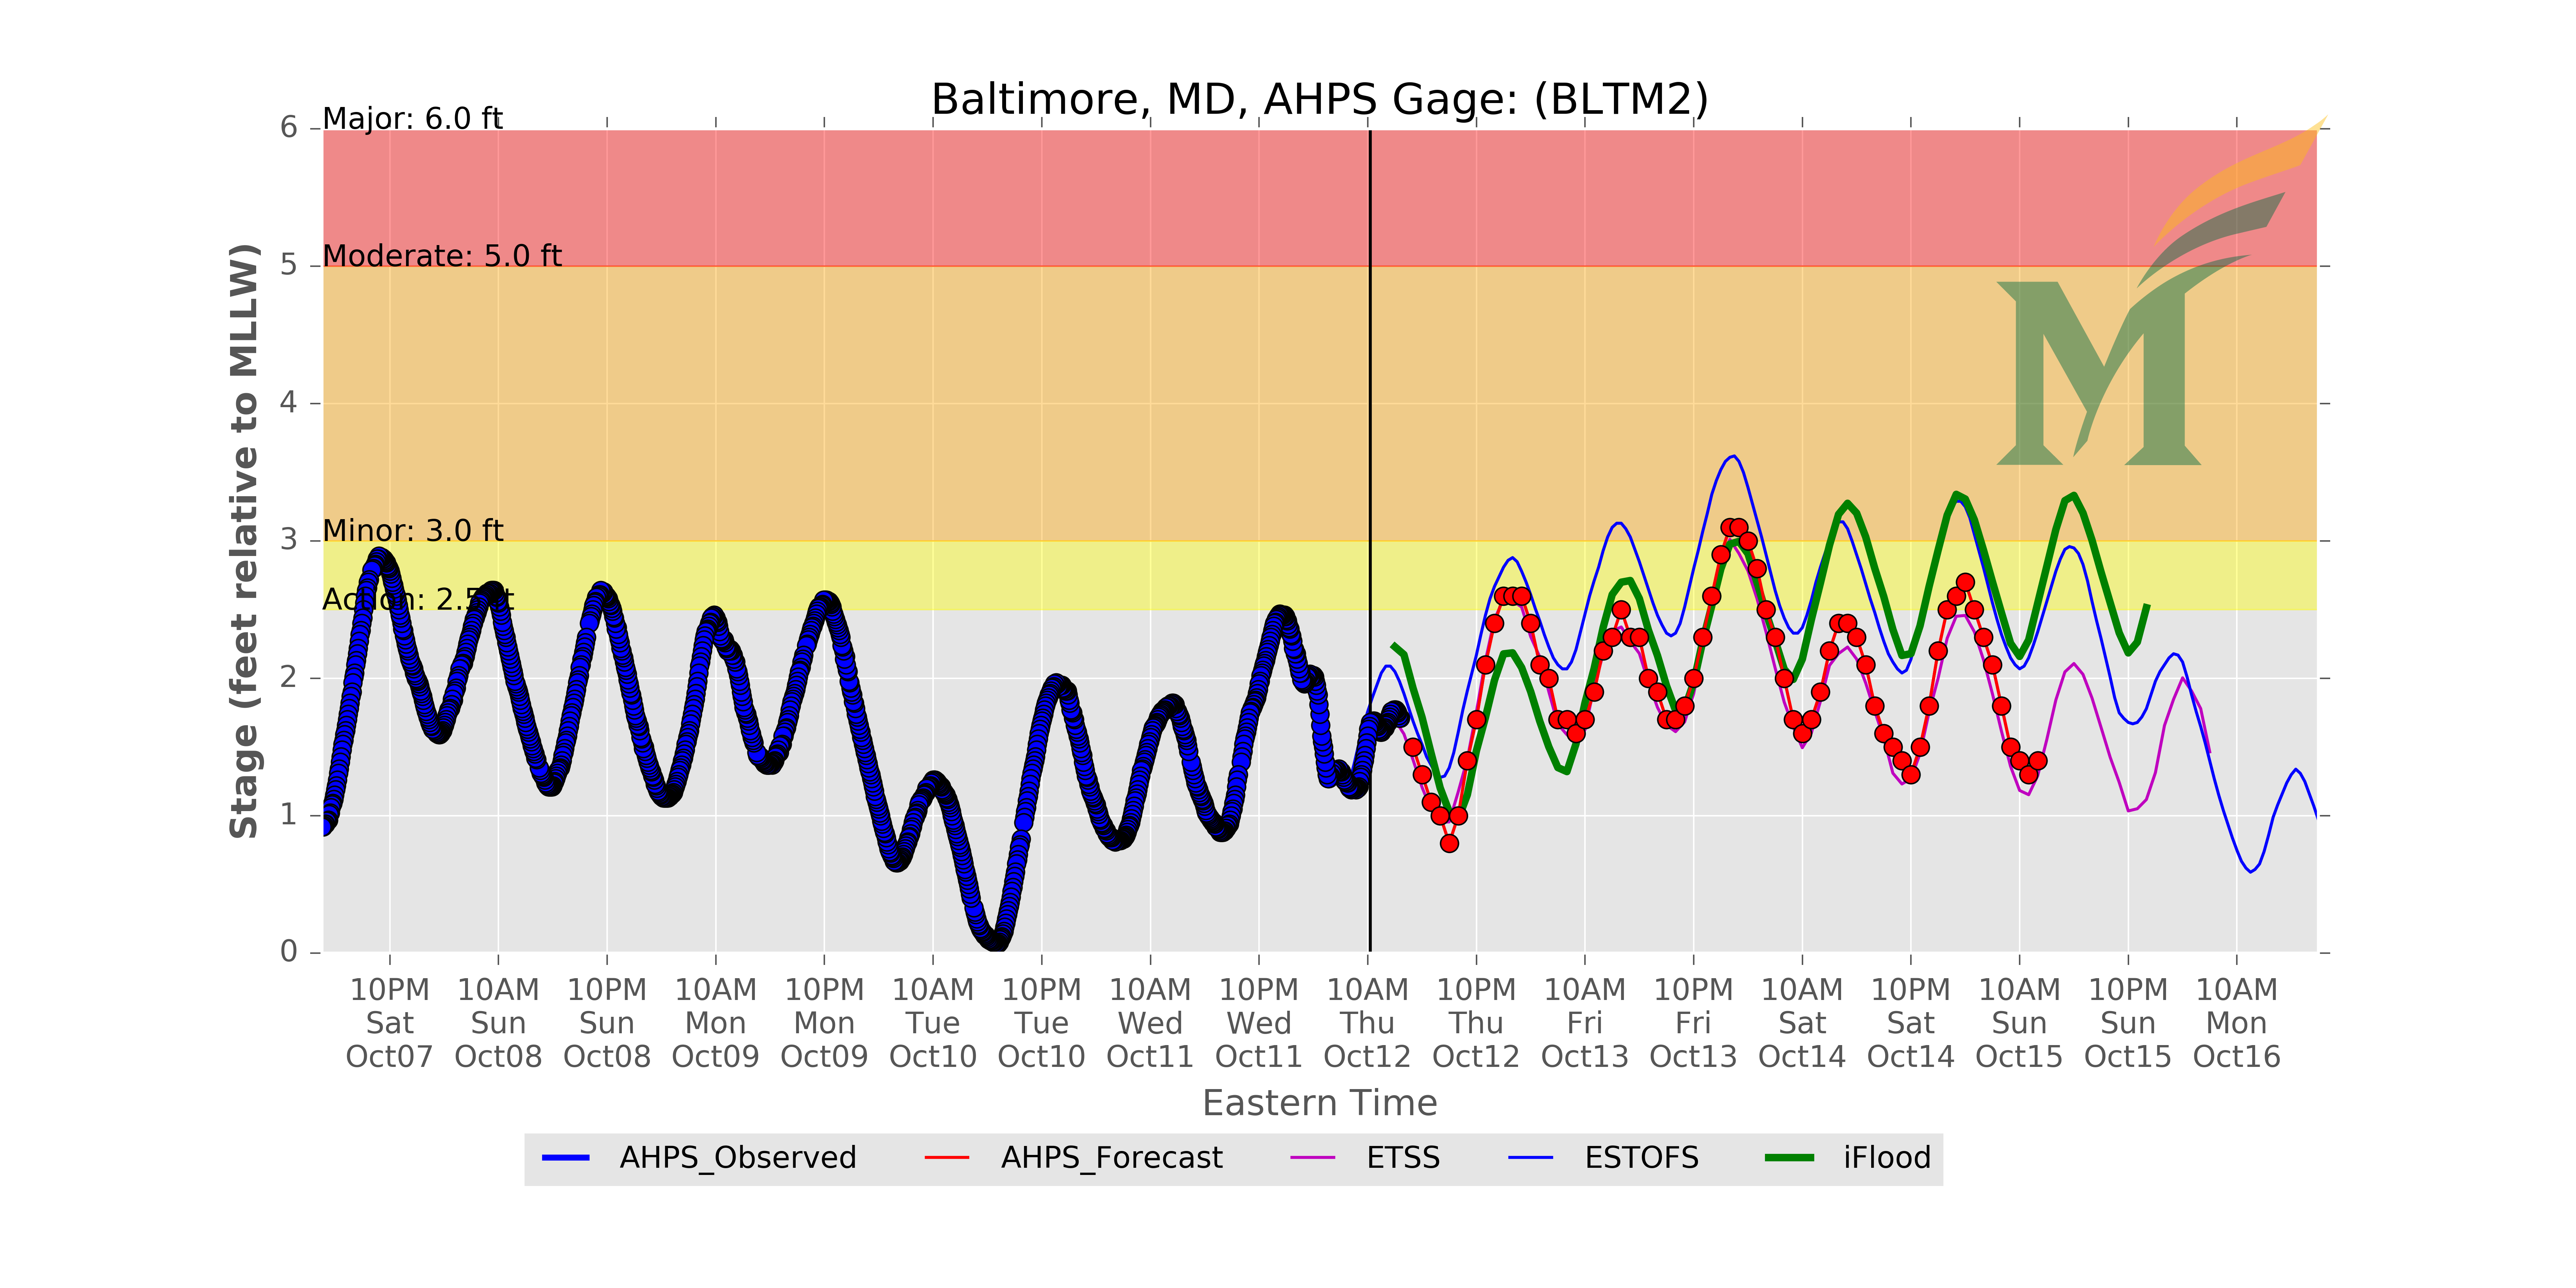 Baltimore, MD, AHPS Gage: (BLTM2)
Major: 6.0 ft
Moderate: 5.0 ft
Minor: 3.0 ft
Action: 2.5 ft
Stage (feet relative to MLLW)
6
5
4
3
2
1
0
10PM 10AM 10PM 10AM 10PM 10AM 10PM 10AM 10PM 10AM 10PM 10AM 10PM 10AM 10PM 10AM 10PM 10AM
Sat Sun Sun Mon Mon Tue Tue Wed Wed Thu Thu Fri Fri Sat Sat Sun Sun Mon
Oct07 Oct08 Oct08 Oct09 Oct09 Oct10 Oct10 Oct11 Oct11 Oct12 Oct12 Oct13 Oct13 Oct14 Oct14 Oct15 Oct15 Oct16
Eastern Time
AHPS_Observed AHPS_Forecast ETSS ESTOFS iFlood